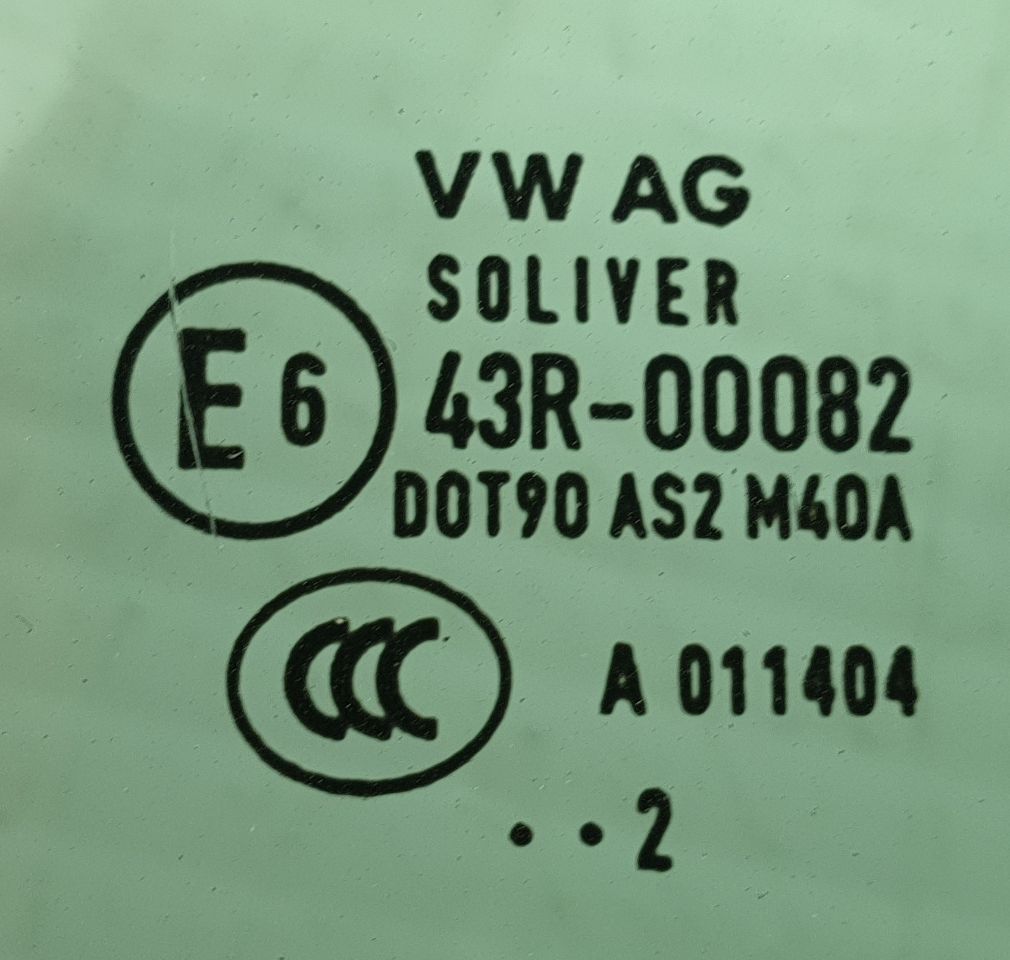 VW AG
SOLIVER
E 6
43R-00082
DOT90 AS2 M40A
CCC
A 011404
. . 2